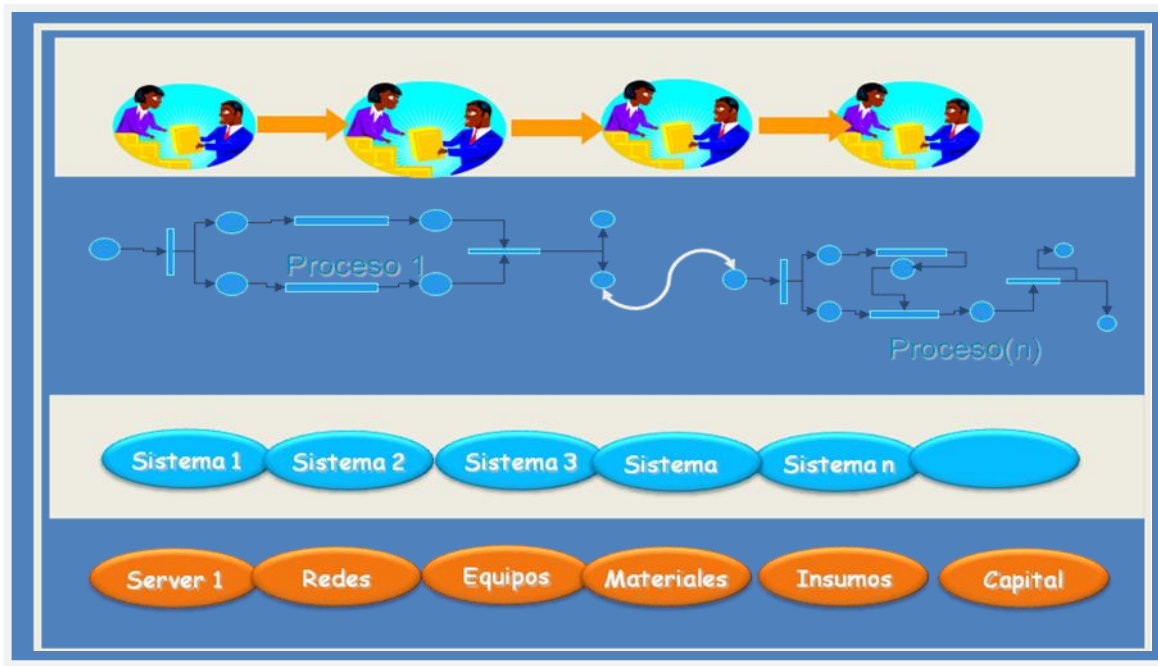 Proceso 1
Proceso(n)
Sistema 1 Sistema 2 Sistema 3 Sistema Sistema n
Server 1 Redes Equipos Materiales Insumos Capital